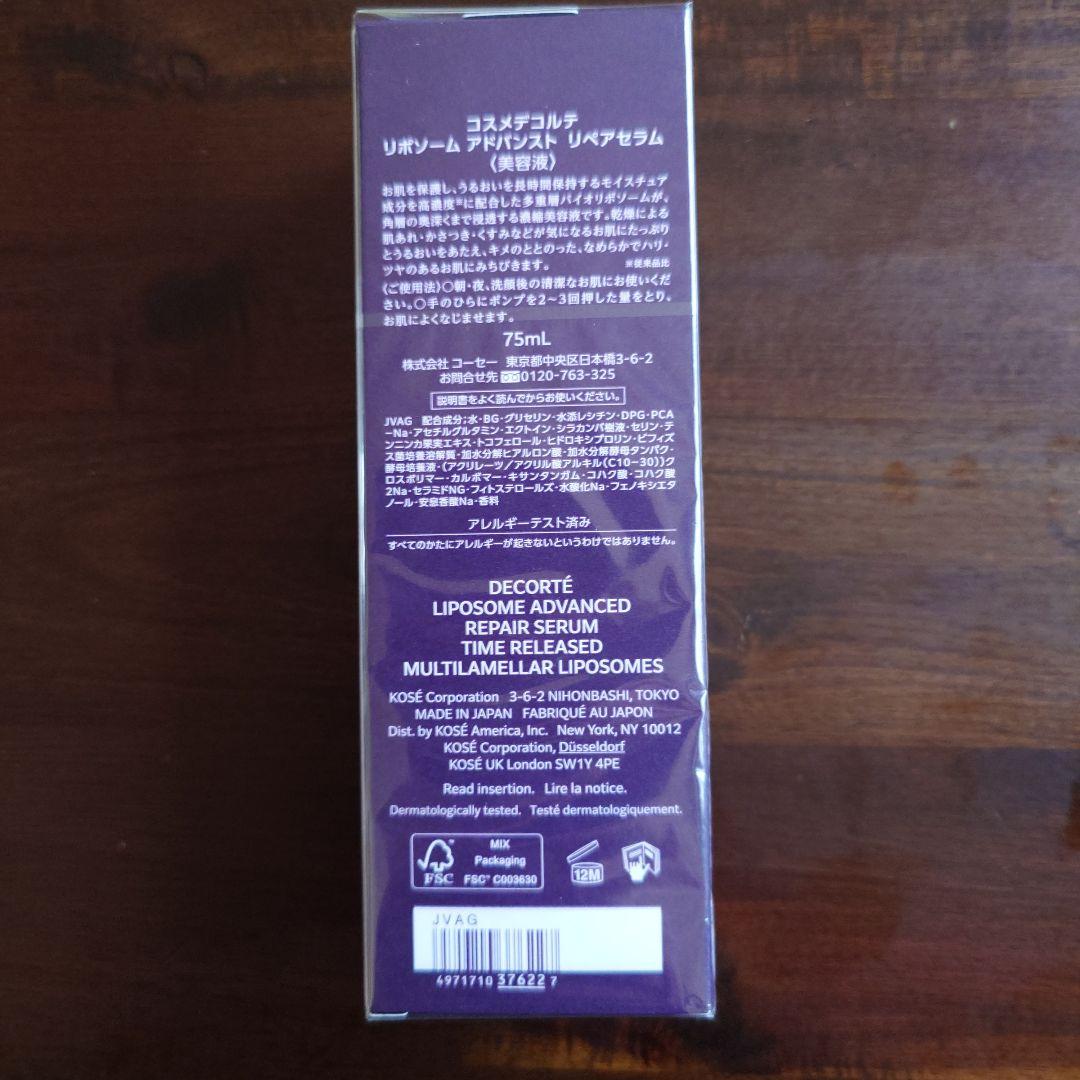 コスメデコルテ
リポソーム アドバンスト リペアセラム
〈美容液〉
お肌を保護し、うるおいを長時間保持するモイスチュア
成分を高濃度※に配合した多重層バイオリポソームが、
角層の奥深くまで浸透する濃縮美容液です。乾燥による
肌あれ・かさつき・くすみなどが気になるお肌にたっぷり
とうるおいをあたえ、キメのととのった、なめらかでハリ・
ツヤのあるお肌にみちびきます。 ※従来品比
〈ご使用法〉○朝・夜、洗顔後の清潔なお肌にお使いくだ
さい。○手のひらにポンプを2～3回押した量をとり、
お肌によくなじませます。
75mL
株式会社 コーセー 東京都中央区日本橋3-6-2
お問合せ先 0120-763-325
説明書をよく読んでからお使いください。
JVAG 配合成分;水・BG・グリセリン・水添レシチン・DPG・PCA
-Na・アセチルグルタミン・エクトイン・シラカンバ樹液・セリン・テ
ンニンカ果実エキス・トコフェロール・ヒドロキシプロリン・ビフィズ
ス菌培養溶解質・加水分解ヒアルロン酸・加水分解酵母タンパク・
酵母培養液・(アクリレーツ/アクリル酸アルキル(C10-30))ク
ロスポリマー・カルボマー・キサンタンガム・コハク酸・コハク酸
2Na・セラミドNG・フィトステロールズ・水酸化Na・フェノキシエタ
ノール・安息香酸Na・香料
アレルギーテスト済み
すべてのかたにアレルギーが起きないというわけではありません。
DECORTÉ
LIPOSOME ADVANCED
REPAIR SERUM
TIME RELEASED
MULTILAMELLAR LIPOSOMES
KOSÉ Corporation 3-6-2 NIHONBASHI, TOKYO
MADE IN JAPAN FABRIQUÉ AU JAPON
Dist. by KOSÉ America, Inc. New York, NY 10012
KOSÉ Corporation, Düsseldorf
KOSÉ UK London SW1Y 4PE
Read insertion. Lire la notice.
Dermatologically tested. Testé dermatologiquement.
MIX
Packaging
FSC FSC™ C003630
12M
JVAG
4971710 37622 7